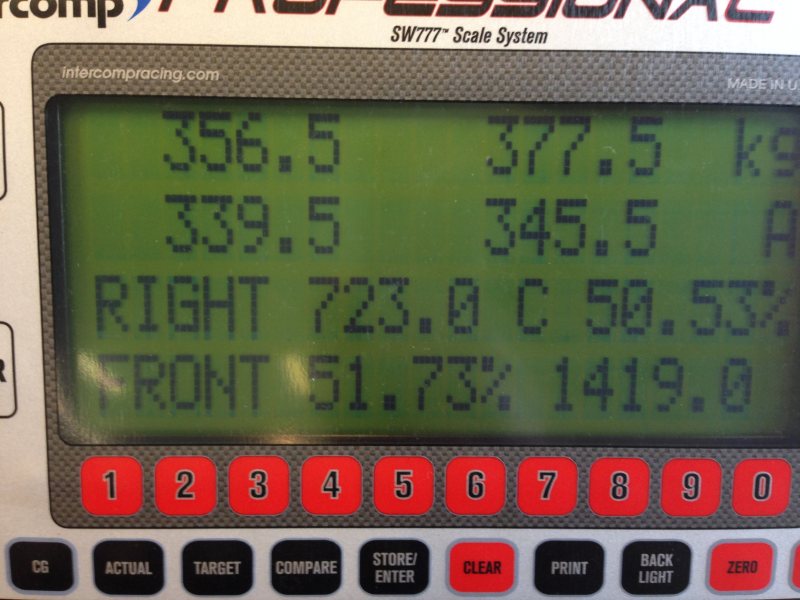 rcomp PROFESSIONAL
SW777™ Scale System
intercompracing.com MADE IN U
356.5 377.5 kg
339.5 345.5 A
RIGHT 723.0 C 50.53%
FRONT 51.73% 1419.0
R
1 2 3 4 5 6 7 8 9 0
CG ACTUAL TARGET COMPARE STORE/ CLEAR PRINT BACK ZERO
ENTER LIGHT